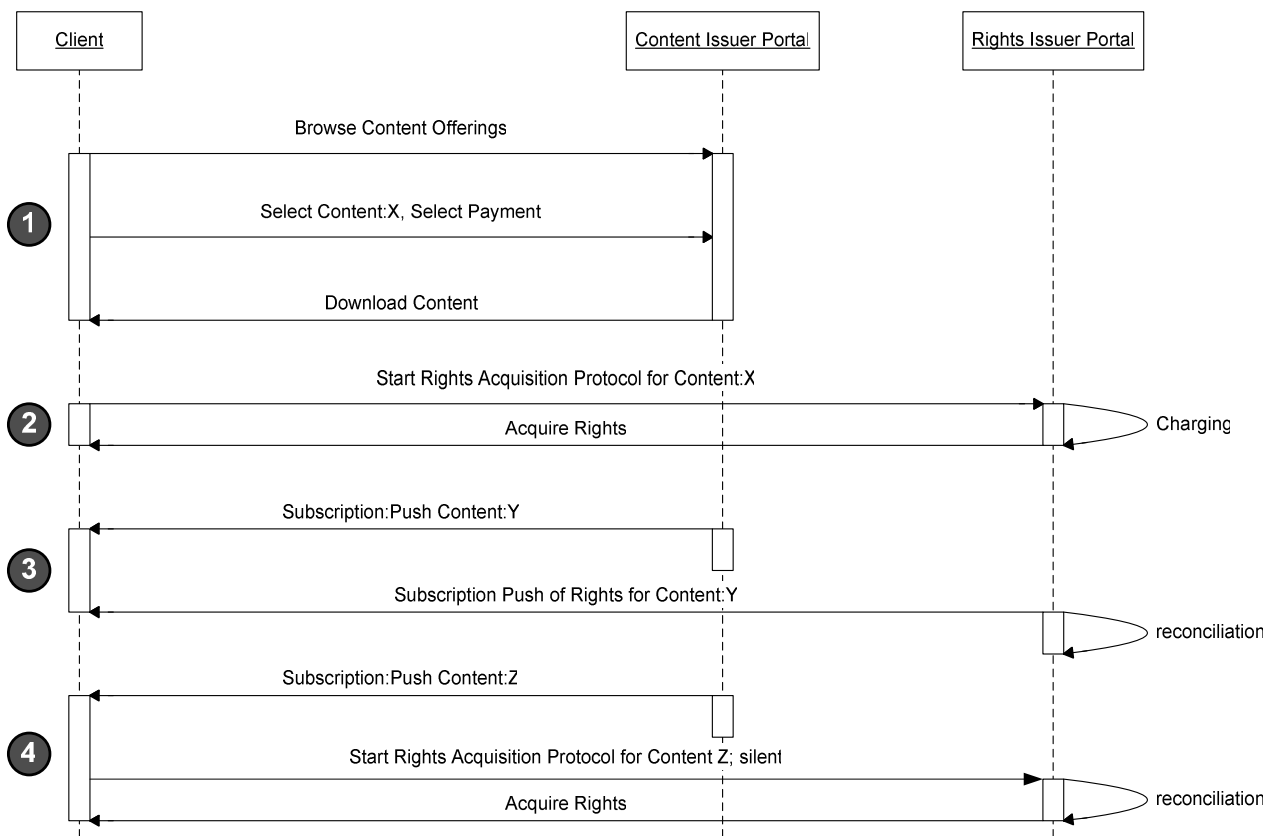 Client
Content Issuer Portal
Rights Issuer Portal
Browse Content Offerings
1
Select Content:X, Select Payment
Download Content
Start Rights Acquisition Protocol for Content:X
2
Acquire Rights
Charging
Subscription:Push Content:Y
3
Subscription Push of Rights for Content:Y
reconciliation
Subscription:Push Content:Z
4
Start Rights Acquisition Protocol for Content Z; silent
Acquire Rights
reconciliation